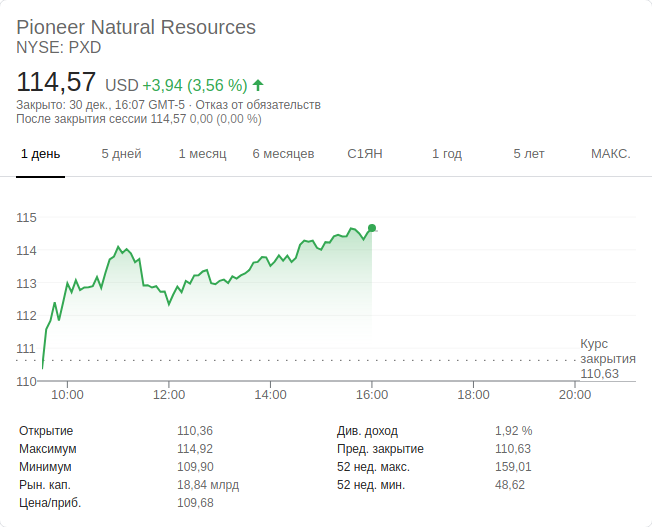 Pioneer Natural Resources
NYSE: PXD
114,57 USD +3,94 (3,56 %)
Закрыто: 30 дек., 16:07 GMT-5 · Отказ от обязательств
После закрытия сессии 114,57 0,00 (0,00 %)
1 день 5 дней 1 месяц 6 месяцев С1ЯН 1 год 5 лет МАКС.
115
114
113
112
111
110
Курс
закрытия
110,63
10:00 12:00 14:00 16:00 18:00 20:00
Открытие 110,36 Див. доход 1,92 %
Максимум 114,92 Пред. закрытие 110,63
Минимум 109,90 52 нед. макс. 159,01
Рын. кап. 18,84 млрд 52 нед. мин. 48,62
Цена/приб. 109,68